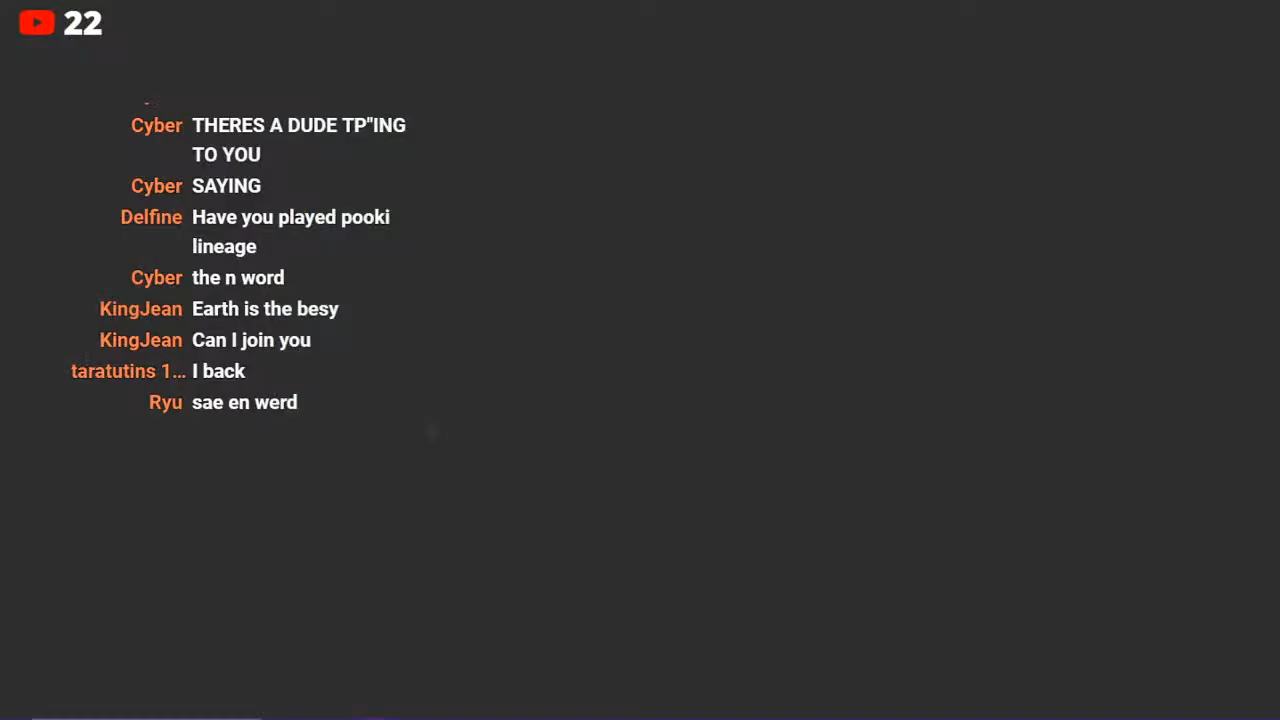 22
Cyber THERES A DUDE TP"ING
TO YOU
Cyber SAYING
Delfine Have you played pooki
lineage
Cyber the n word
KingJean Earth is the besy
KingJean Can I join you
taratutins 1... I back
Ryu sae en werd